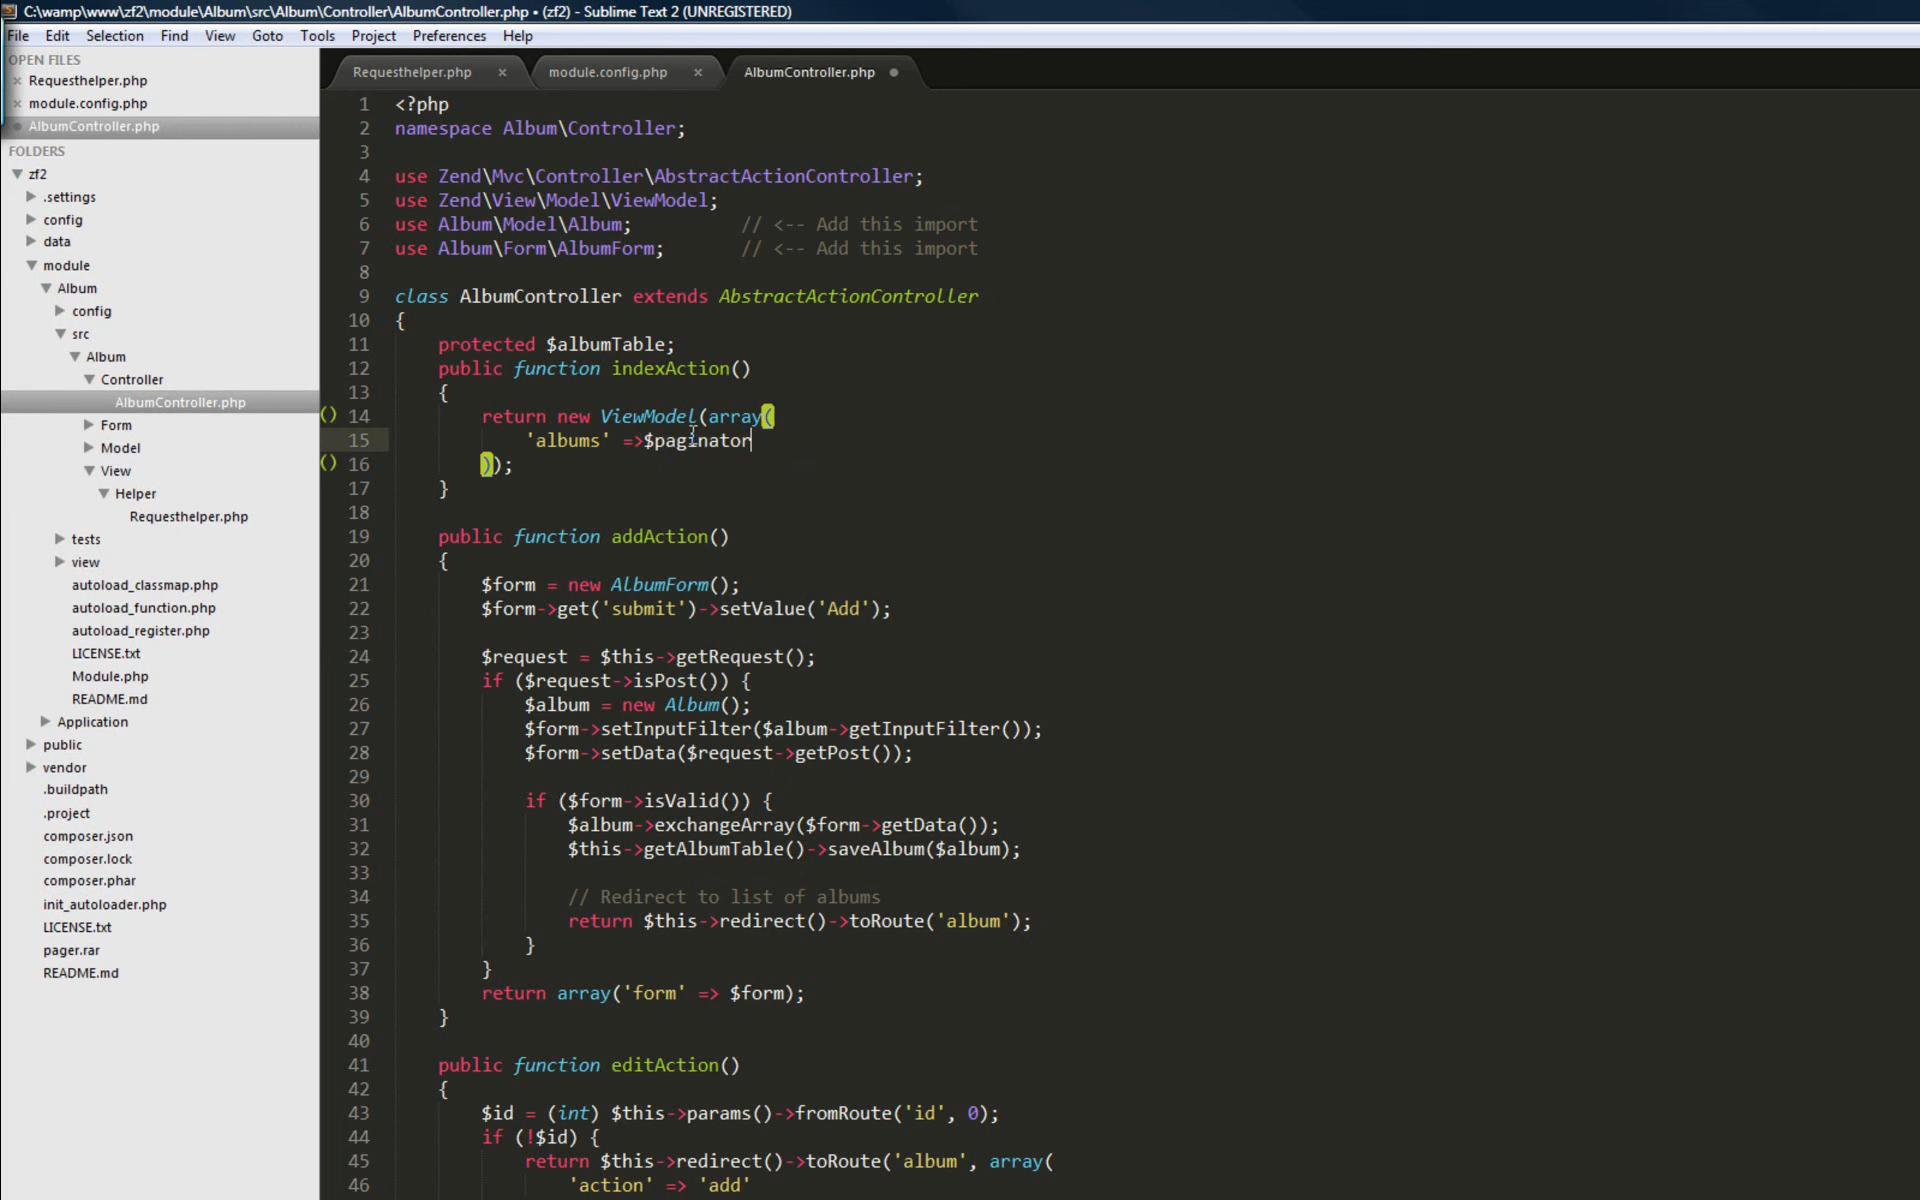 C:\wamp\www\zf2\module\Album\src\Album\Controller\AlbumController.php • (zf2) - Sublime Text 2 (UNREGISTERED)
File Edit Selection Find View Goto Tools Project Preferences Help
OPEN FILES
Requesthelper.php
module.config.php
AlbumController.php
FOLDERS
zf2
.settings
config
data
module
Album
config
src
Album
Controller
AlbumController.php
Form
Model
View
Helper
Requesthelper.php
tests
view
autoload_classmap.php
autoload_function.php
autoload_register.php
LICENSE.txt
Module.php
README.md
Application
public
vendor
.buildpath
.project
composer.json
composer.lock
composer.phar
init_autoloader.php
LICENSE.txt
pager.rar
README.md
Requesthelper.php module.config.php AlbumController.php
1 <?php
2 namespace Album\Controller;
3
4 use Zend\Mvc\Controller\AbstractActionController;
5 use Zend\View\Model\ViewModel;
6 use Album\Model\Album; // <-- Add this import
7 use Album\Form\AlbumForm; // <-- Add this import
8
9 class AlbumController extends AbstractActionController
10 {
11 protected $albumTable;
12 public function indexAction()
13 {
14 return new ViewModel(array(
15 'albums' =>$paginator
16 ));
17 }
18
19 public function addAction()
20 {
21 $form = new AlbumForm();
22 $form->get('submit')->setValue('Add');
23
24 $request = $this->getRequest();
25 if ($request->isPost()) {
26 $album = new Album();
27 $form->setInputFilter($album->getInputFilter());
28 $form->setData($request->getPost());
29
30 if ($form->isValid()) {
31 $album->exchangeArray($form->getData());
32 $this->getAlbumTable()->saveAlbum($album);
33
34 // Redirect to list of albums
35 return $this->redirect()->toRoute('album');
36 }
37 }
38 return array('form' => $form);
39 }
40
41 public function editAction()
42 {
43 $id = (int) $this->params()->fromRoute('id', 0);
44 if (!$id) {
45 return $this->redirect()->toRoute('album', array(
46 'action' => 'add'